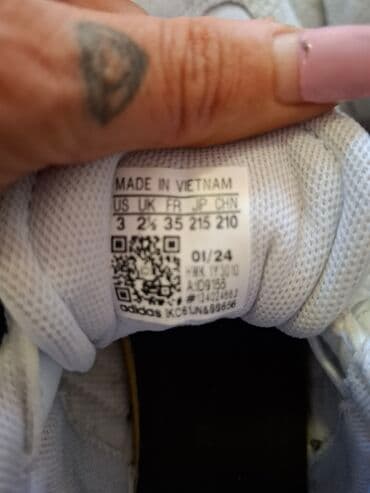 MADE IN VIETNAM
US UK FR JP CHN
3 2½ 35 215 210
01/24
adidas